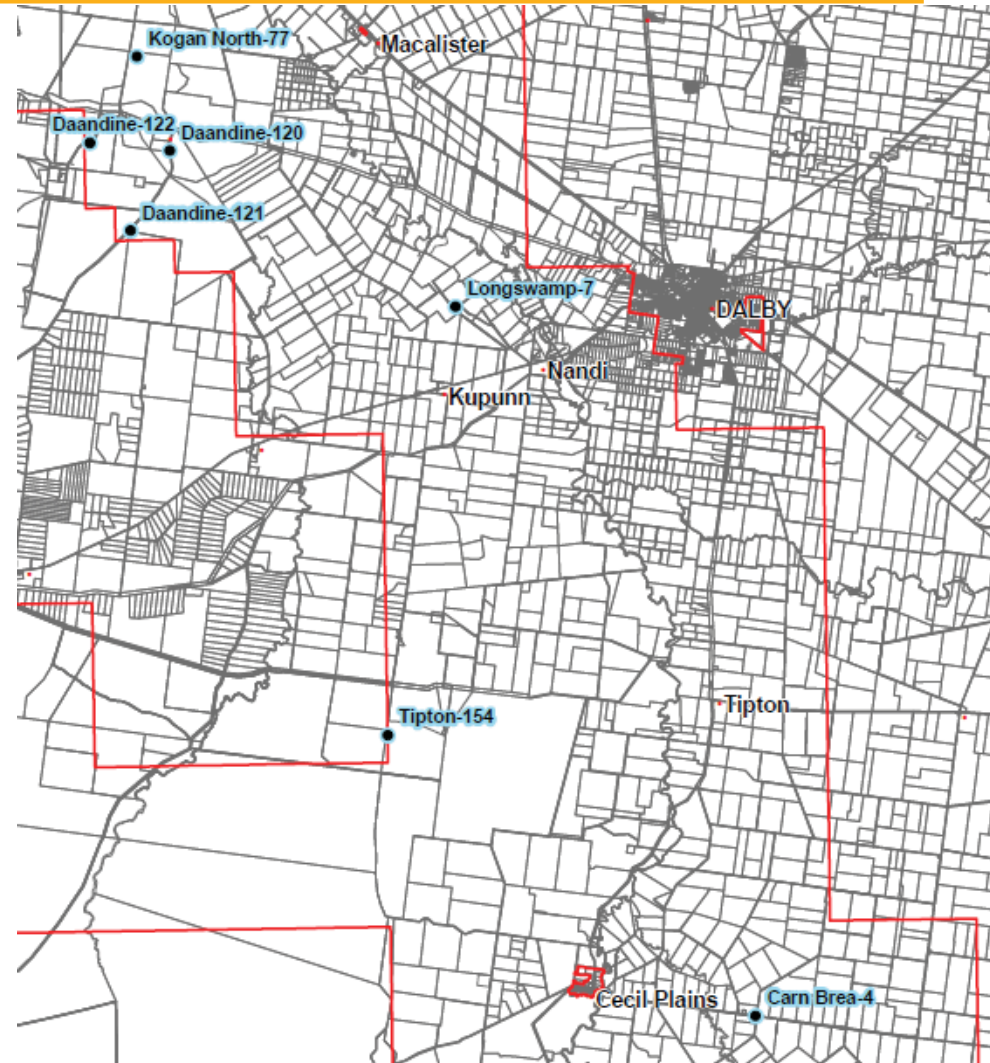 Kogan North-77
Macalister
Daandine-122
Daandine-120
Daandine-121
Longswamp-7
DALBY
Nandi
Kupunn
Tipton
Tipton-154
Cecil Plains
Carn Brea-4